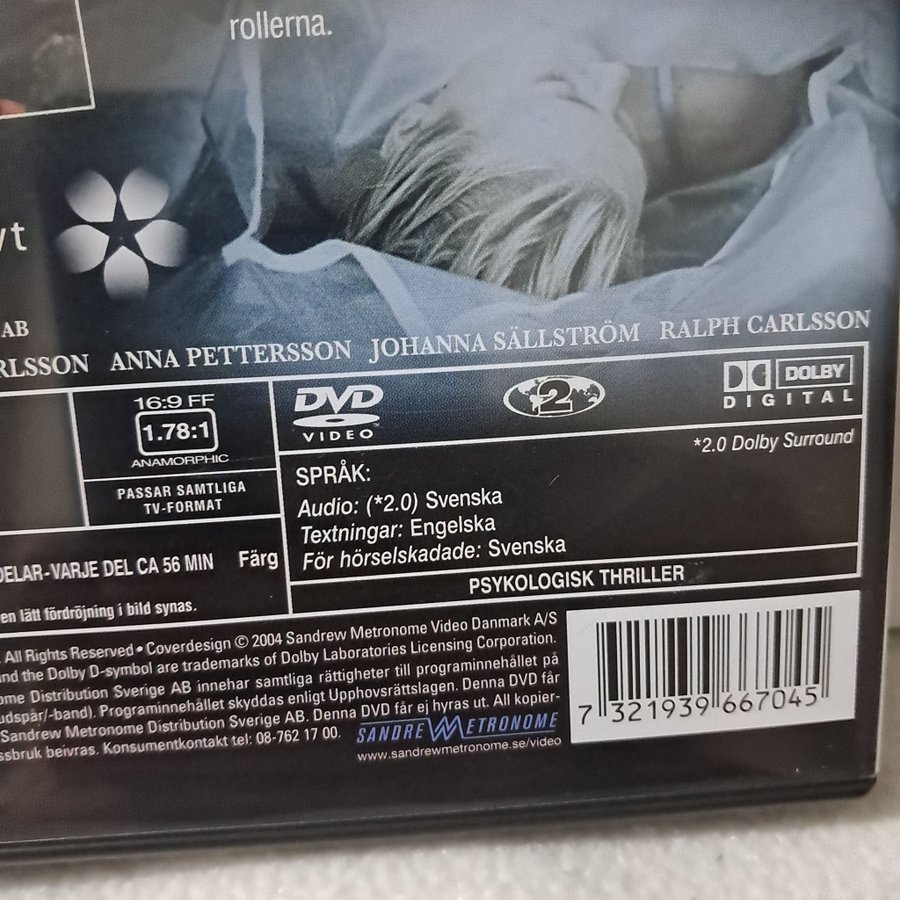 rollerna.
AB
ANNA PETTERSSON JOHANNA SÄLLSTRÖM RALPH CARLSSON
16:9 FF
1.78:1
ANAMORPHIC
PASSAR SAMTLIGA
TV-FORMAT
DVD
VIDEO
2
DOLBY
DIGITAL
*2.0 Dolby Surround
SPRÅK:
Audio: (*2.0) Svenska
Textningar: Engelska
För hörselskadade: Svenska
PSYKOLOGISK THRILLER
DELAR-VARJE DEL CA 56 MIN Färg
en lätt fördröjning i bild synas.
All Rights Reserved • Coverdesign © 2004 Sandrew Metronome Video Danmark A/S
the Dolby D-symbol are trademarks of Dolby Laboratories Licensing Corporation.
Distribution Sverige AB innehar samtliga rättigheter till programinnehållet på
Programinnehållet skyddas enligt Upphovsrättslagen. Denna DVD får
Sandrew Metronome Distribution Sverige AB. Denna DVD får ej hyras ut. All kopier-
beivras. Konsumentkontakt tel: 08-762 17 00.
SANDREW METRONOME
www.sandrewmetronome.se/video
7 321939 667045